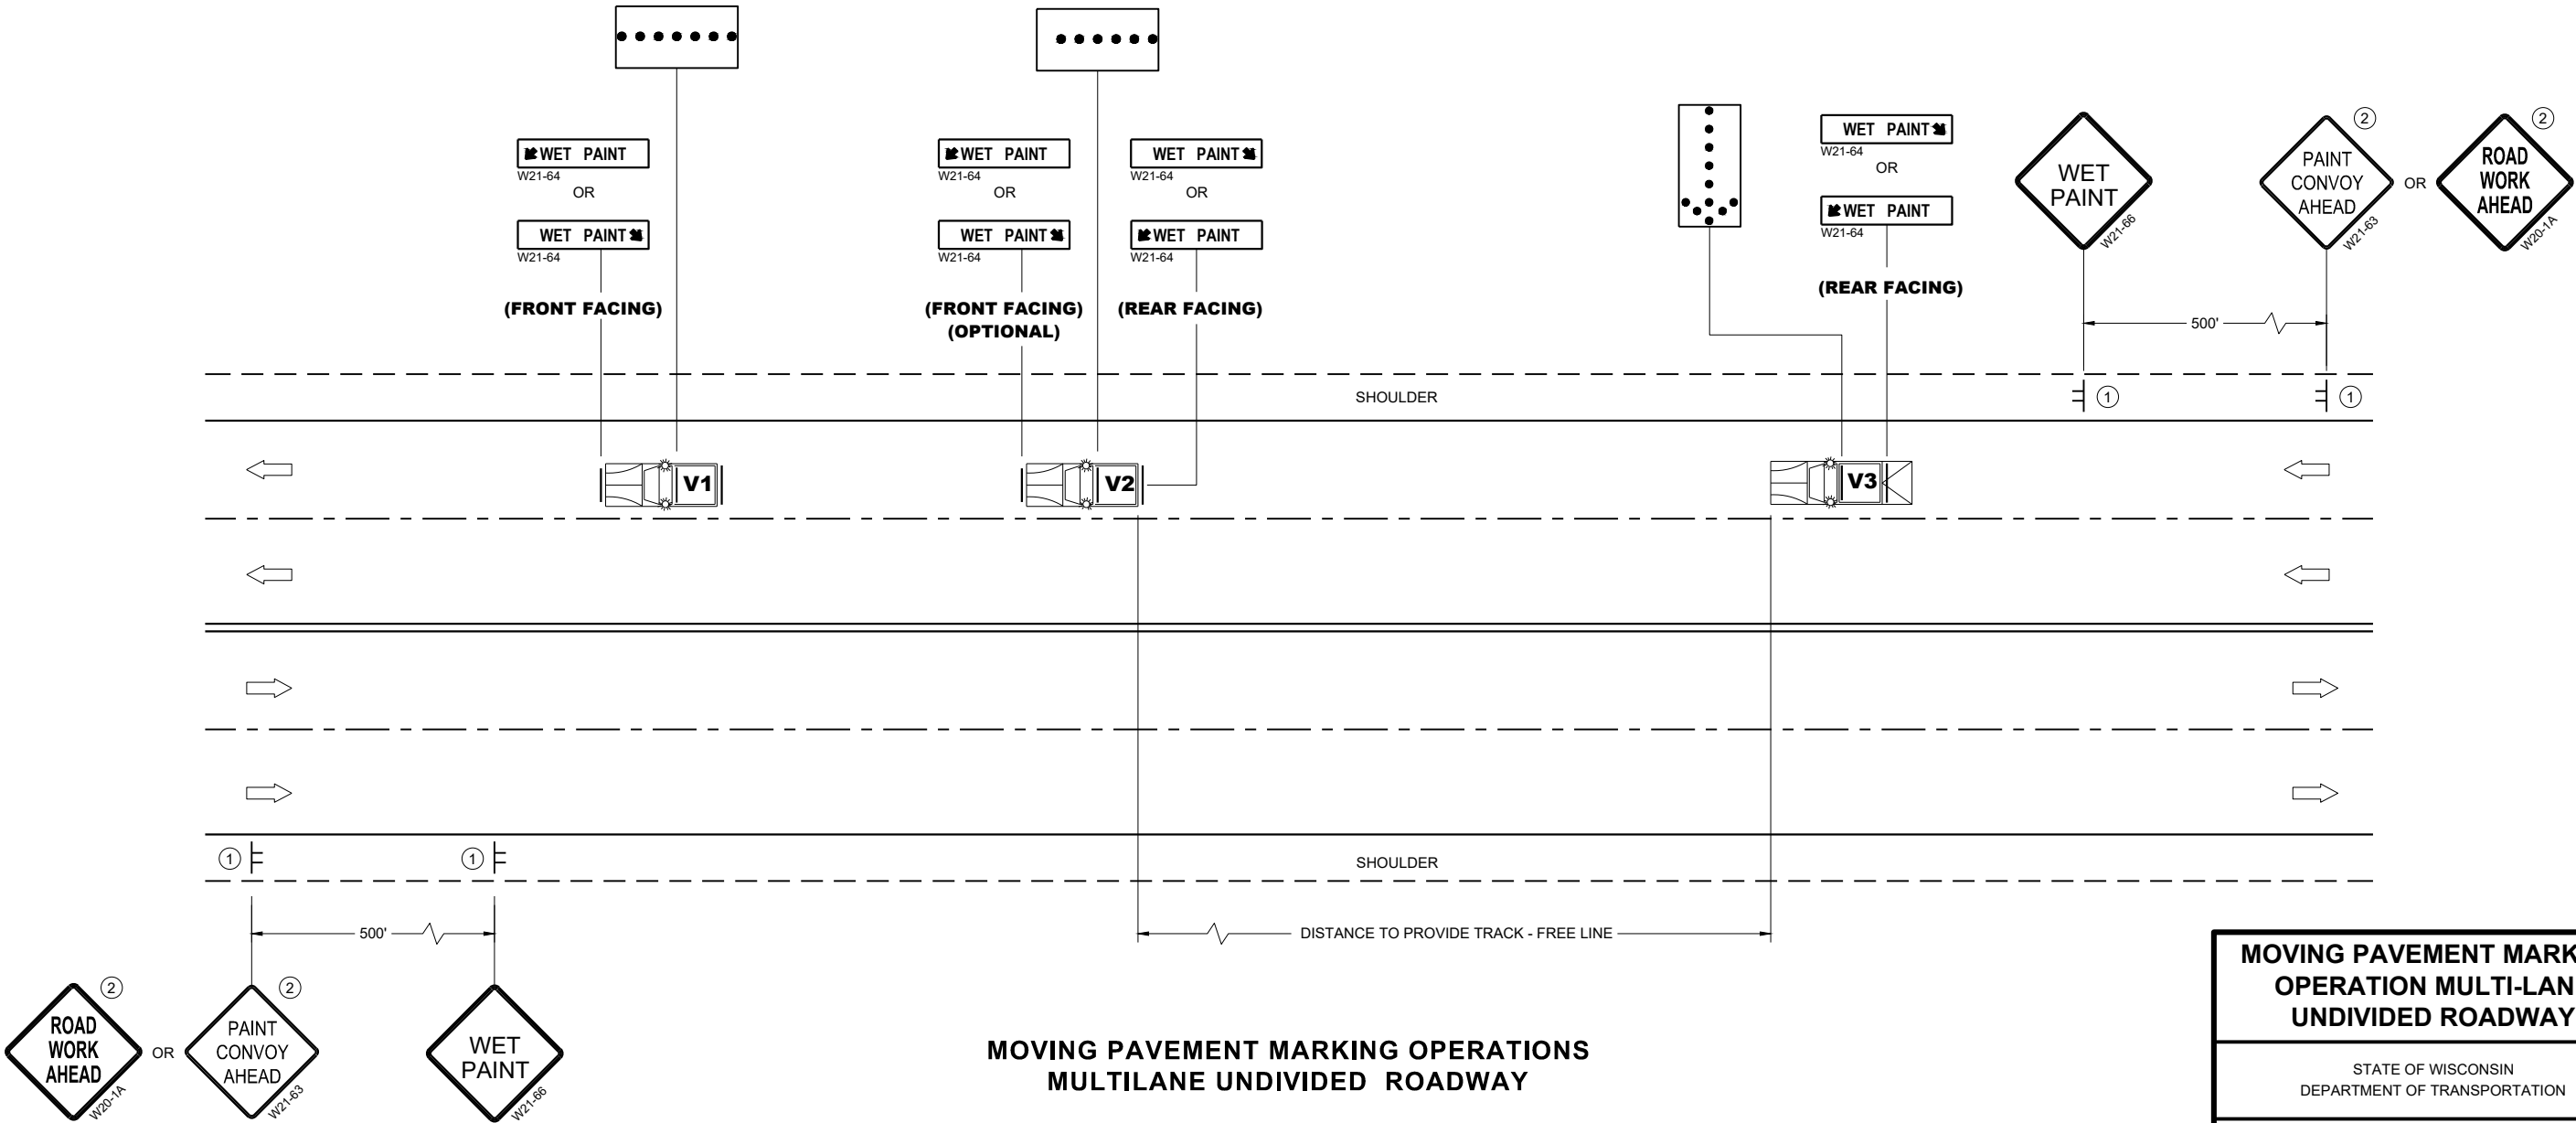 WET PAINT
W21-64
OR
WET PAINT
W21-64
(FRONT FACING)
WET PAINT
W21-64
OR
WET PAINT
W21-64
(FRONT FACING)
(OPTIONAL)
WET PAINT
W21-64
OR
WET PAINT
W21-64
(REAR FACING)
WET PAINT
W21-64
OR
WET PAINT
W21-64
(REAR FACING)
WET
PAINT
W21-66
2
PAINT
CONVOY
AHEAD
W21-63
OR
2
ROAD
WORK
AHEAD
W20-1A
500'
SHOULDER
1
1
V1
V2
V3
1
1
SHOULDER
500'
DISTANCE TO PROVIDE TRACK - FREE LINE
2
ROAD
WORK
AHEAD
W20-1A
OR
2
PAINT
CONVOY
AHEAD
W21-63
WET
PAINT
W21-66
MOVING PAVEMENT MARKING OPERATIONS
MULTILANE UNDIVIDED ROADWAY
MOVING PAVEMENT MARK
OPERATION MULTI-LAN
UNDIVIDED ROADWAY
STATE OF WISCONSIN
DEPARTMENT OF TRANSPORTATION